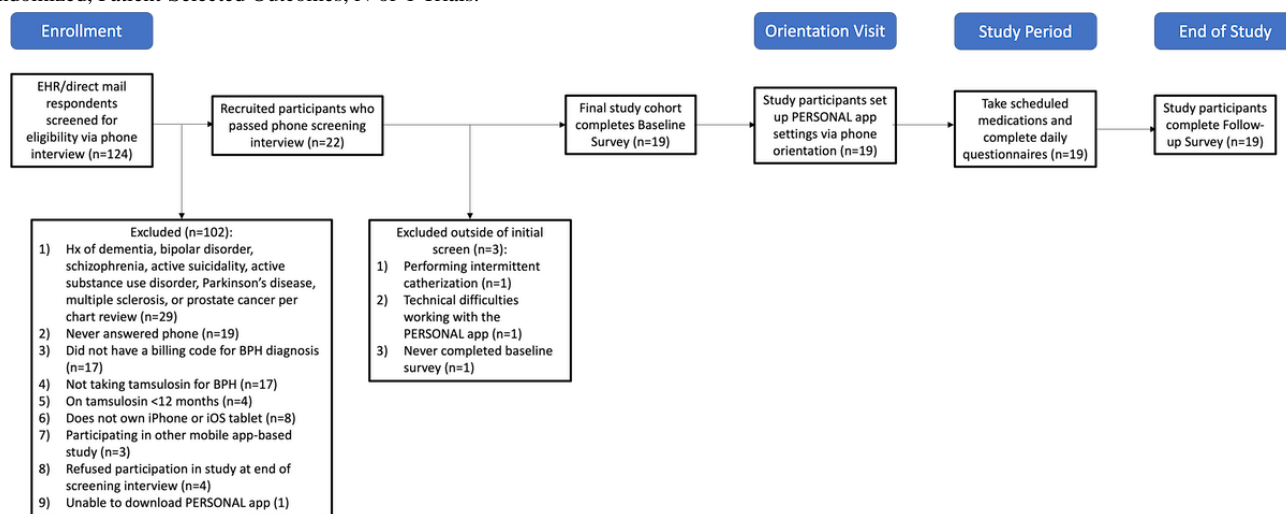 randomized, Patient-Selected Outcomes, N-of-1 Trials.
Enrollment
Orientation Visit
Study Period
End of Study
EHR/direct mail
respondents
screened for
eligibility via phone
interview (n=124)
Recruited participants who
passed phone screening
interview (n=22)
Final study cohort
completes Baseline
Survey (n=19)
Study participants set
up PERSONAL app
settings via phone
orientation (n=19)
Take scheduled
medications and
complete daily
questionnaires (n=19)
Study participants
complete Follow-
up Survey (n=19)
Excluded (n=102):
1) Hx of dementia, bipolar disorder,
schizophrenia, active suicidality, active
substance use disorder, Parkinson's disease,
multiple sclerosis, or prostate cancer per
chart review (n=29)
2) Never answered phone (n=19)
3) Did not have a billing code for BPH diagnosis
(n=17)
4) Not taking tamsulosin for BPH (n=17)
5) On tamsulosin <12 months (n=4)
6) Does not own iPhone or iOS tablet (n=8)
7) Participating in other mobile app-based
study (n=3)
8) Refused participation in study at end of
screening interview (n=4)
9) Unable to download PERSONAL app (1)
Excluded outside of initial
screen (n=3):
1) Performing intermittent
catherization (n=1)
2) Technical difficulties
working with the
PERSONAL app (n=1)
3) Never completed baseline
survey (n=1)